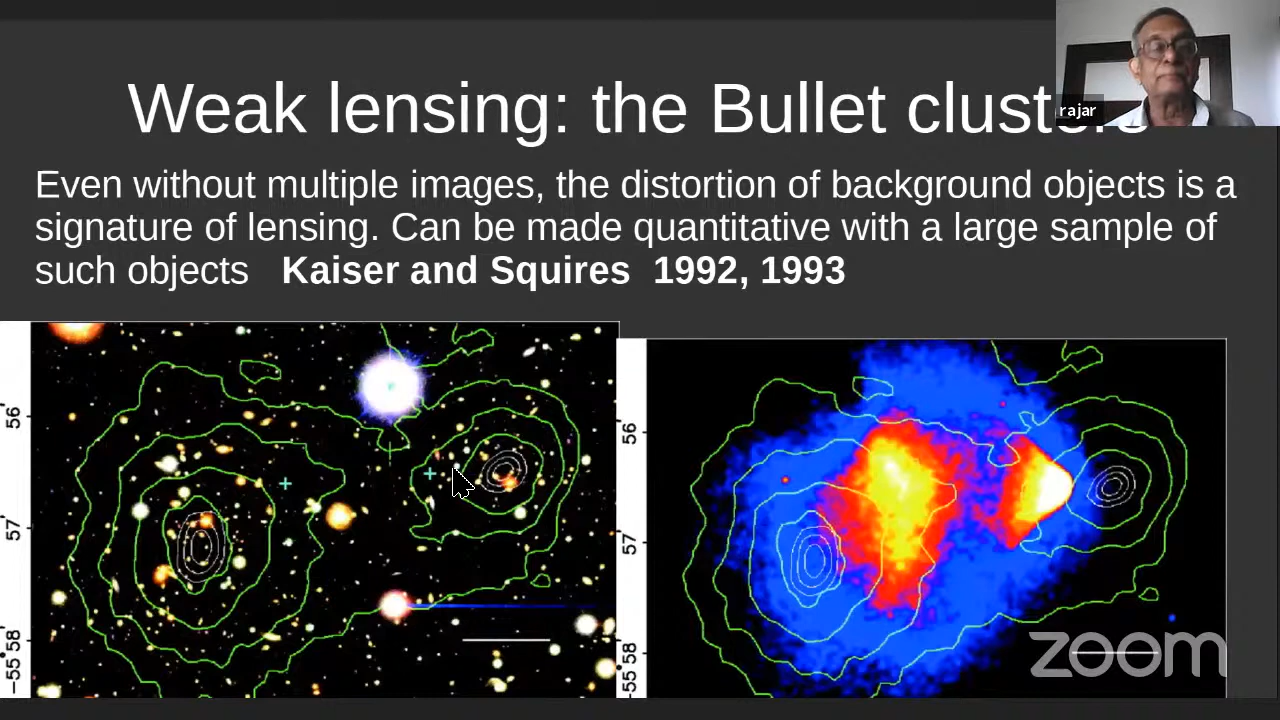 Weak lensing: the Bullet clusters
rajar
Even without multiple images, the distortion of background objects is a
signature of lensing. Can be made quantitative with a large sample of
such objects Kaiser and Squires 1992, 1993
56
57
−55°58
56
57
−55°58
zoom